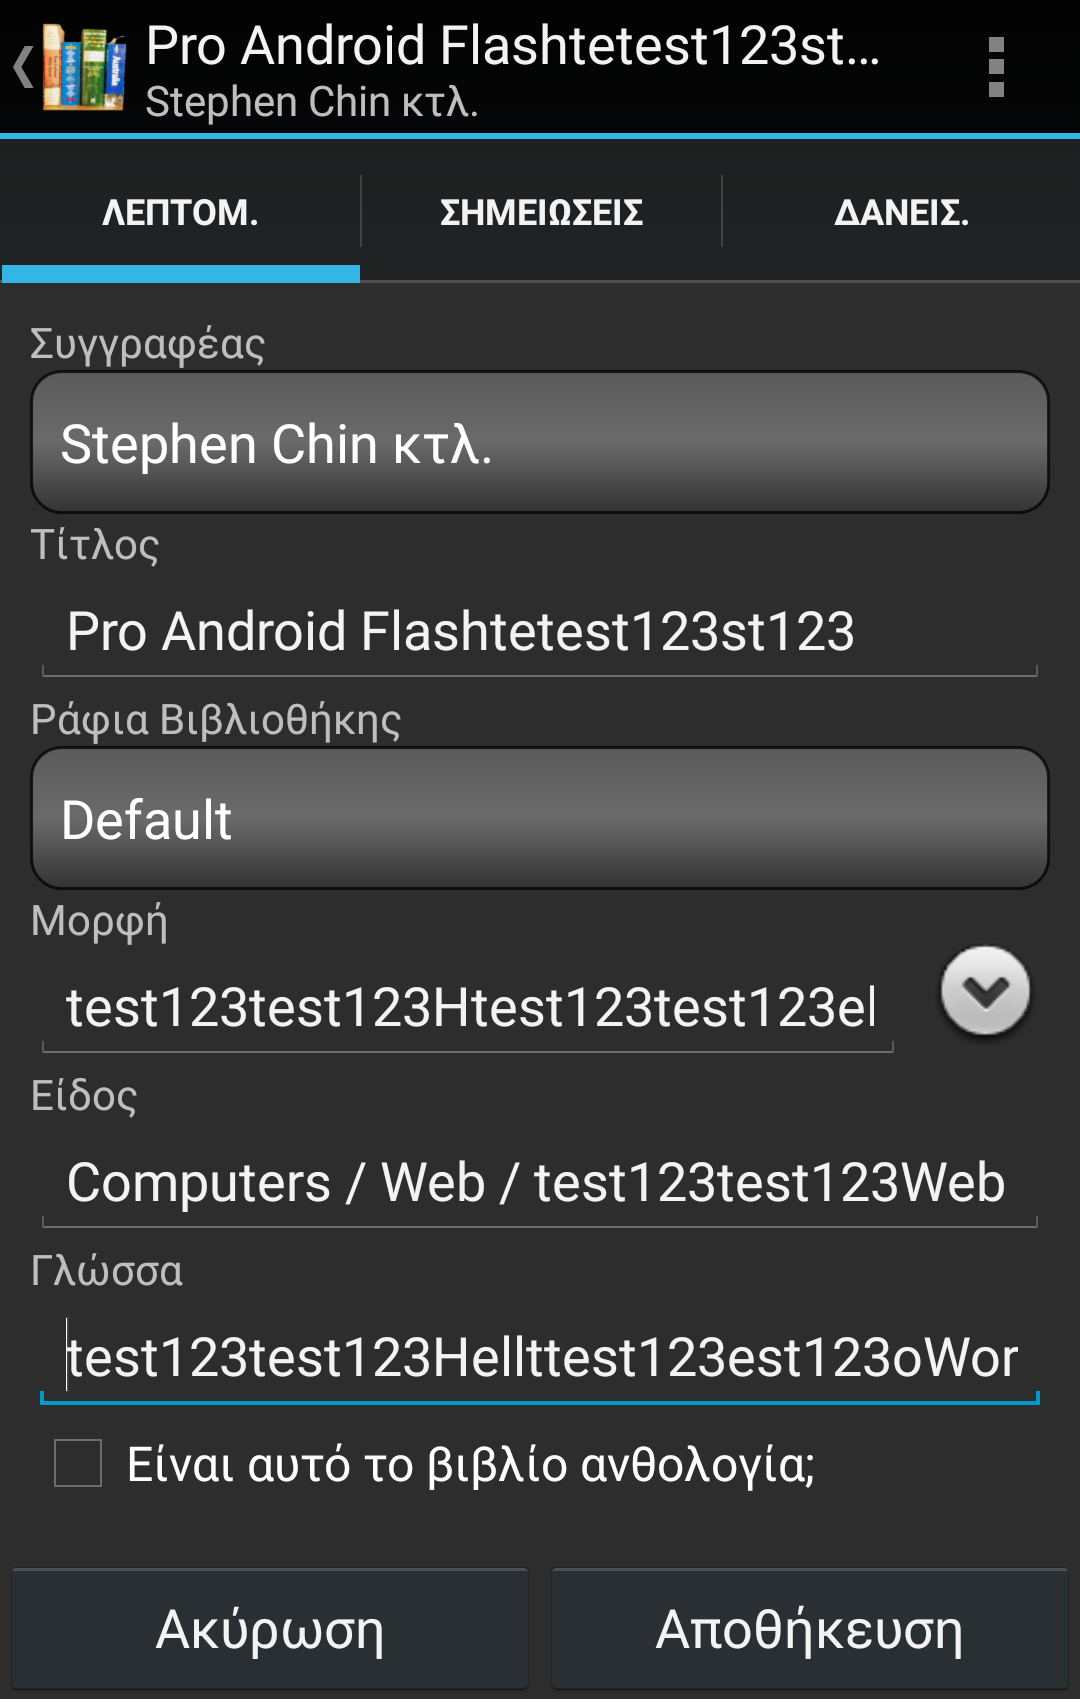 Pro Android Flashtetest123st...
Stephen Chin κτλ.
ΛΕΠΤΟΜ.
ΣΗΜΕΙΩΣΕΙΣ
ΔΑΝΕΙΣ.
Συγγραφέας
Stephen Chin κτλ.
Τίτλος
Pro Android Flashtetest123st123
Ράφια Βιβλιοθήκης
Default
Μορφή
test123test123Htest123test123el
Είδος
Computers / Web / test123test123Web
Γλώσσα
test123test123Hellttest123est123oWor
Είναι αυτό το βιβλίο ανθολογία;
Ακύρωση
Αποθήκευση